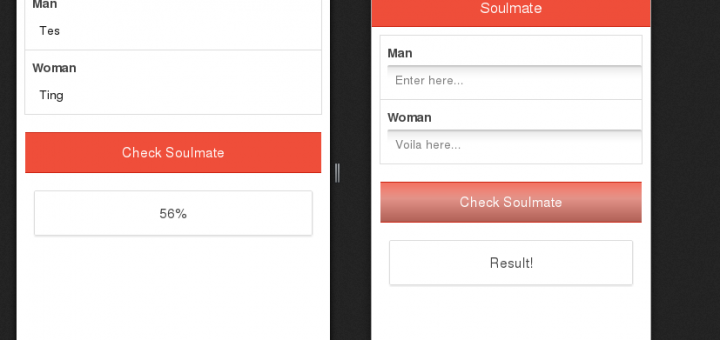 Man
Tes
Woman
Ting
Check Soulmate
56%
Soulmate
Man
Enter here...
Woman
Voila here...
Check Soulmate
Result!